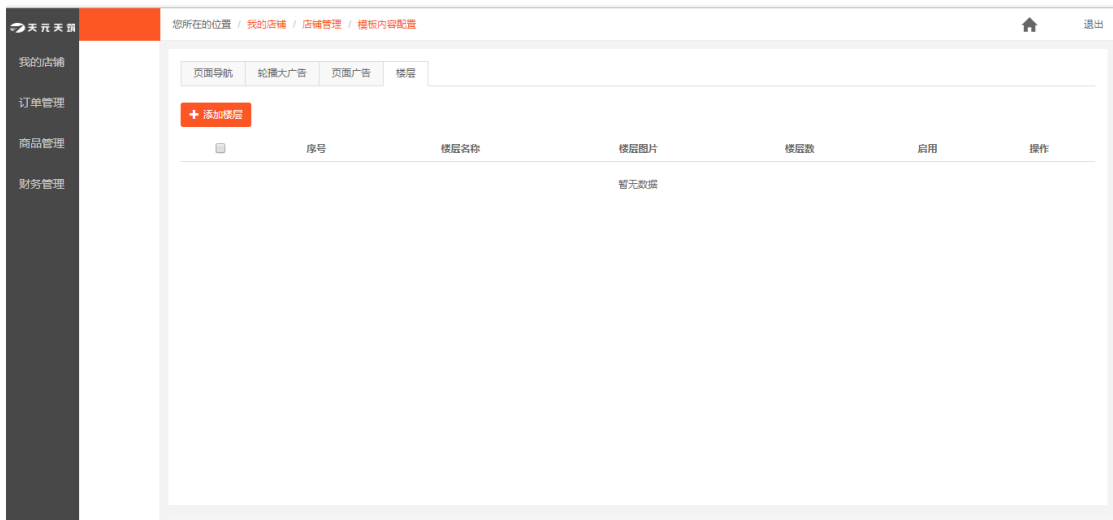 天元天筑
您所在的位置 / 我的店铺 / 店铺管理 / 模板内容配置
退出
我的店铺
订单管理
商品管理
财务管理
页面导航 轮播大广告 页面广告 楼层
+ 添加楼层
序号 楼层名称 楼层图片 楼层数 启用 操作
暂无数据